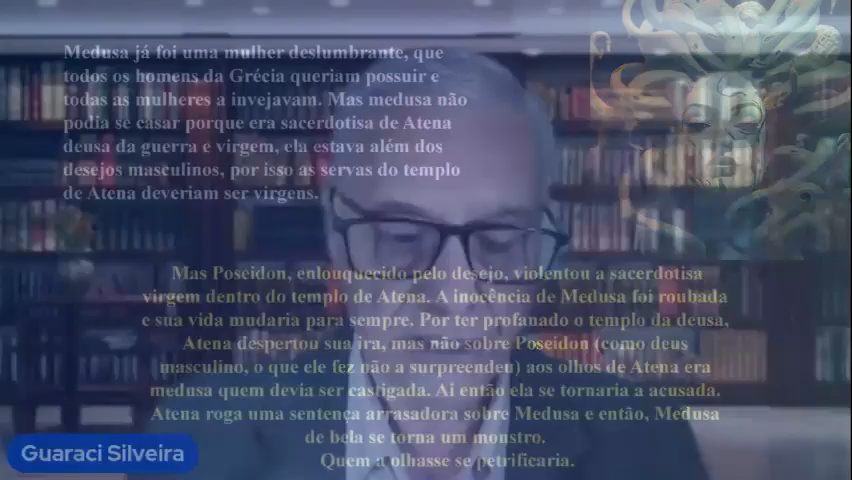 Medusa já foi uma mulher deslumbrante, que
todos os homens da Grécia queriam possuir e
todas as mulheres a invejavam. Mas medusa não
podia se casar porque era sacerdotisa de Atena
deusa da guerra e virgem, ela estava além dos
desejos masculinos, por isso as servas do templo
de Atena deveriam ser virgens.
Mas Poseidon, enlouquecido pelo desejo, violentou a sacerdotisa
virgem dentro do templo de Atena. A inocência de Medusa foi roubada
e sua vida mudaria para sempre. Por ter profanado o templo da deusa,
Atena despertou sua ira, mas não sobre Poseidon (como deus
masculino, o que ele fez não a surpreendeu) aos olhos de Atena era
medusa quem devia ser castigada. Ai então ela se tornaria a acusada.
Atena roga uma sentença arrasadora sobre Medusa e então, Medusa
de bela se torna um monstro.
Quem a olhasse se petrificaria.
Guaraci Silveira